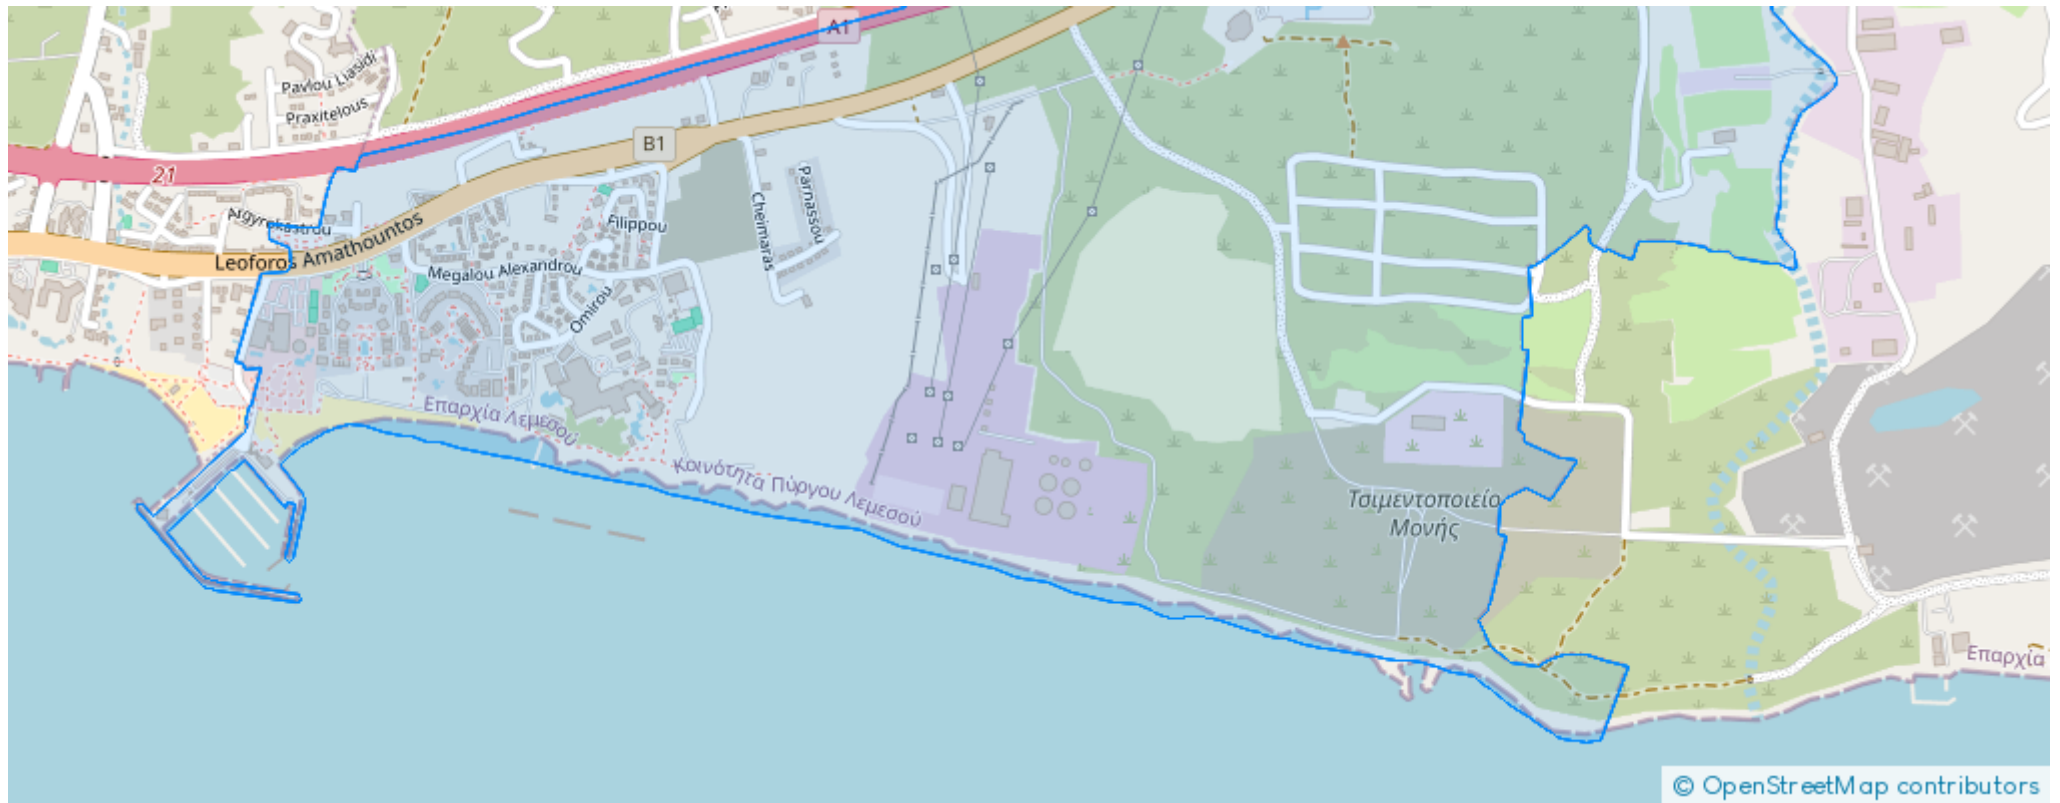 A1
Pavlou Liasidi
Praxitelous
B1
21
Parnassou
Argyrokastrou
Filippou
Cheimaras
Leoforos Amathountos
Megalou Alexandrou
Omirou
Επαρχία Λεμεσού
Κοινότητα Πύργου Λεμεσού
Τσιμεντοποιείο
Μονής
Επαρχία
© OpenStreetMap contributors